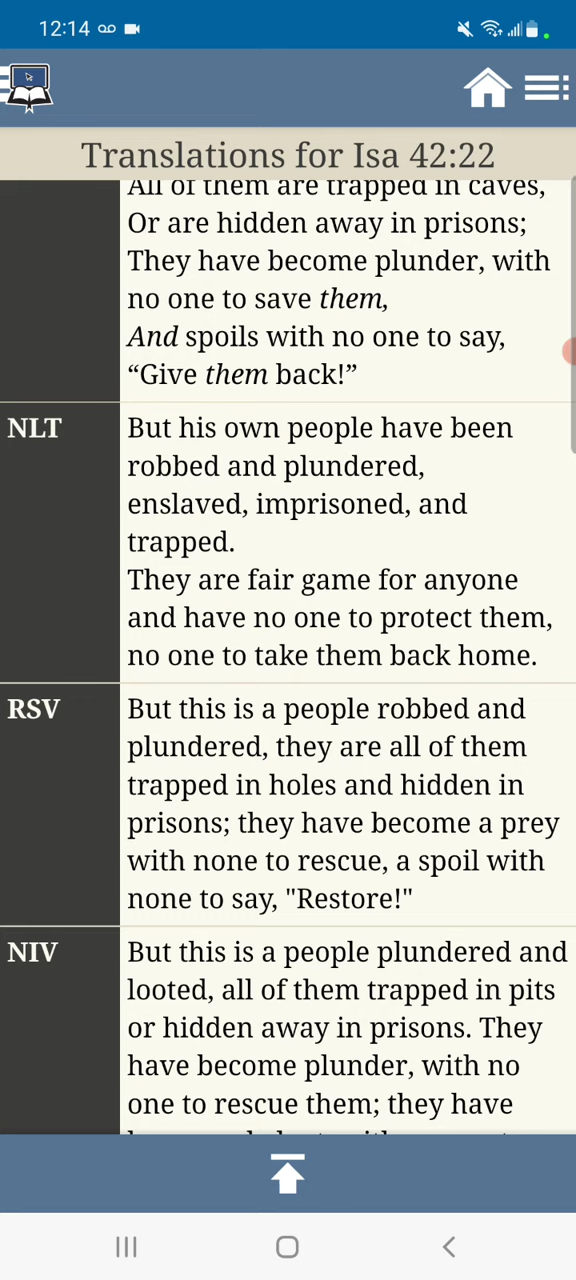 12:14
Translations for Isa 42:22
All of them are trapped in caves,
Or are hidden away in prisons;
They have become plunder, with
no one to save them,
And spoils with no one to say,
“Give them back!”
NLT
But his own people have been
robbed and plundered,
enslaved, imprisoned, and
trapped.
They are fair game for anyone
and have no one to protect them,
no one to take them back home.
RSV
But this is a people robbed and
plundered, they are all of them
trapped in holes and hidden in
prisons; they have become a prey
with none to rescue, a spoil with
none to say, "Restore!"
NIV
But this is a people plundered and
looted, all of them trapped in pits
or hidden away in prisons. They
have become plunder, with no
one to rescue them; they have